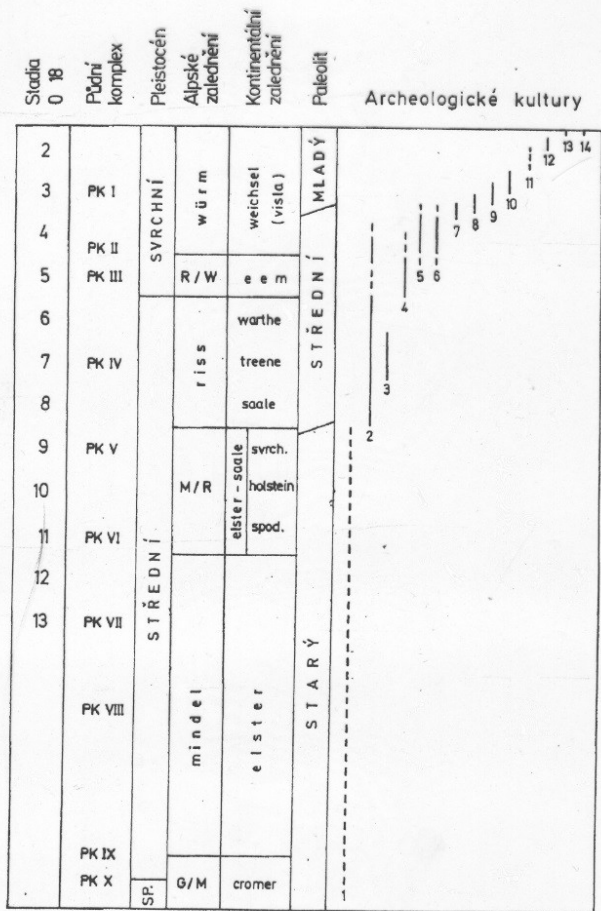 Stadia O 18
Půdní komplex
Pleistocén
Alpské zalednění
Kontinentální zalednění
Paleolit
Archeologické kultury
2
3
4
5
6
7
8
9
10
11
12
13
PK I
PK II
PK III
PK IV
PK V
PK VI
PK VII
PK VIII
PK IX
PK X
SVRCHNÍ
STŘEDNÍ
SP.
würm
R/W
riss
M/R
mindel
G/M
weichsel
(visla)
eem
warthe
treene
saale
elster-saale
svrch.
holstein
spod.
elster
cromer
MLADÝ
STŘEDNÍ
STARÝ
1
2
3
4
5
6
7
8
9
10
11
12
13
14